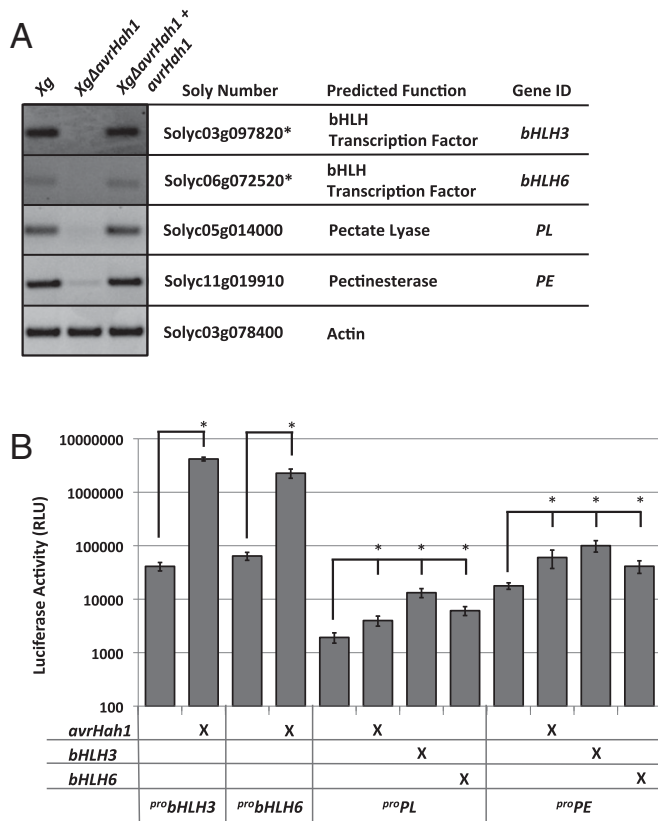 A
Xg
XgΔavrHah1
XgΔavrHah1 +
avrHah1
Soly Number Predicted Function Gene ID
Solyc03g097820* bHLH
Transcription Factor bHLH3
Solyc06g072520* bHLH
Transcription Factor bHLH6
Solyc05g014000 Pectate Lyase PL
Solyc11g019910 Pectinesterase PE
Solyc03g078400 Actin
B
Luciferase Activity (RLU)
10000000
1000000
100000
10000
1000
100
* * * * * * * *
avrHah1 X X X X
bHLH3 X X
bHLH6 X X
probHLH3 probHLH6 proPL proPE